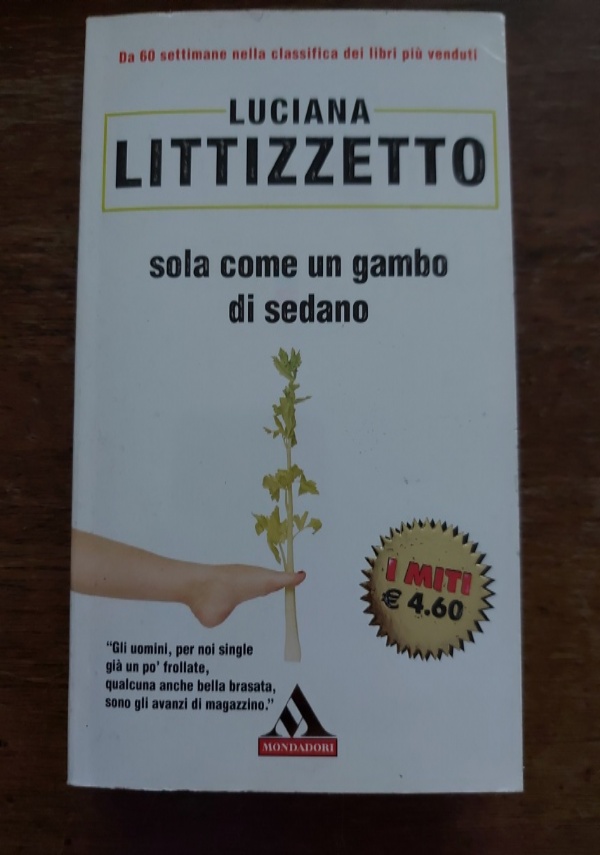 Da 60 settimane nella classifica dei libri più venduti
LUCIANA
LITTIZZETTO
sola come un gambo
di sedano
I MITI
€ 4.60
“Gli uomini, per noi single
già un po’ frollate,
qualcuna anche bella brasata,
sono gli avanzi di magazzino.”
MONDADORI